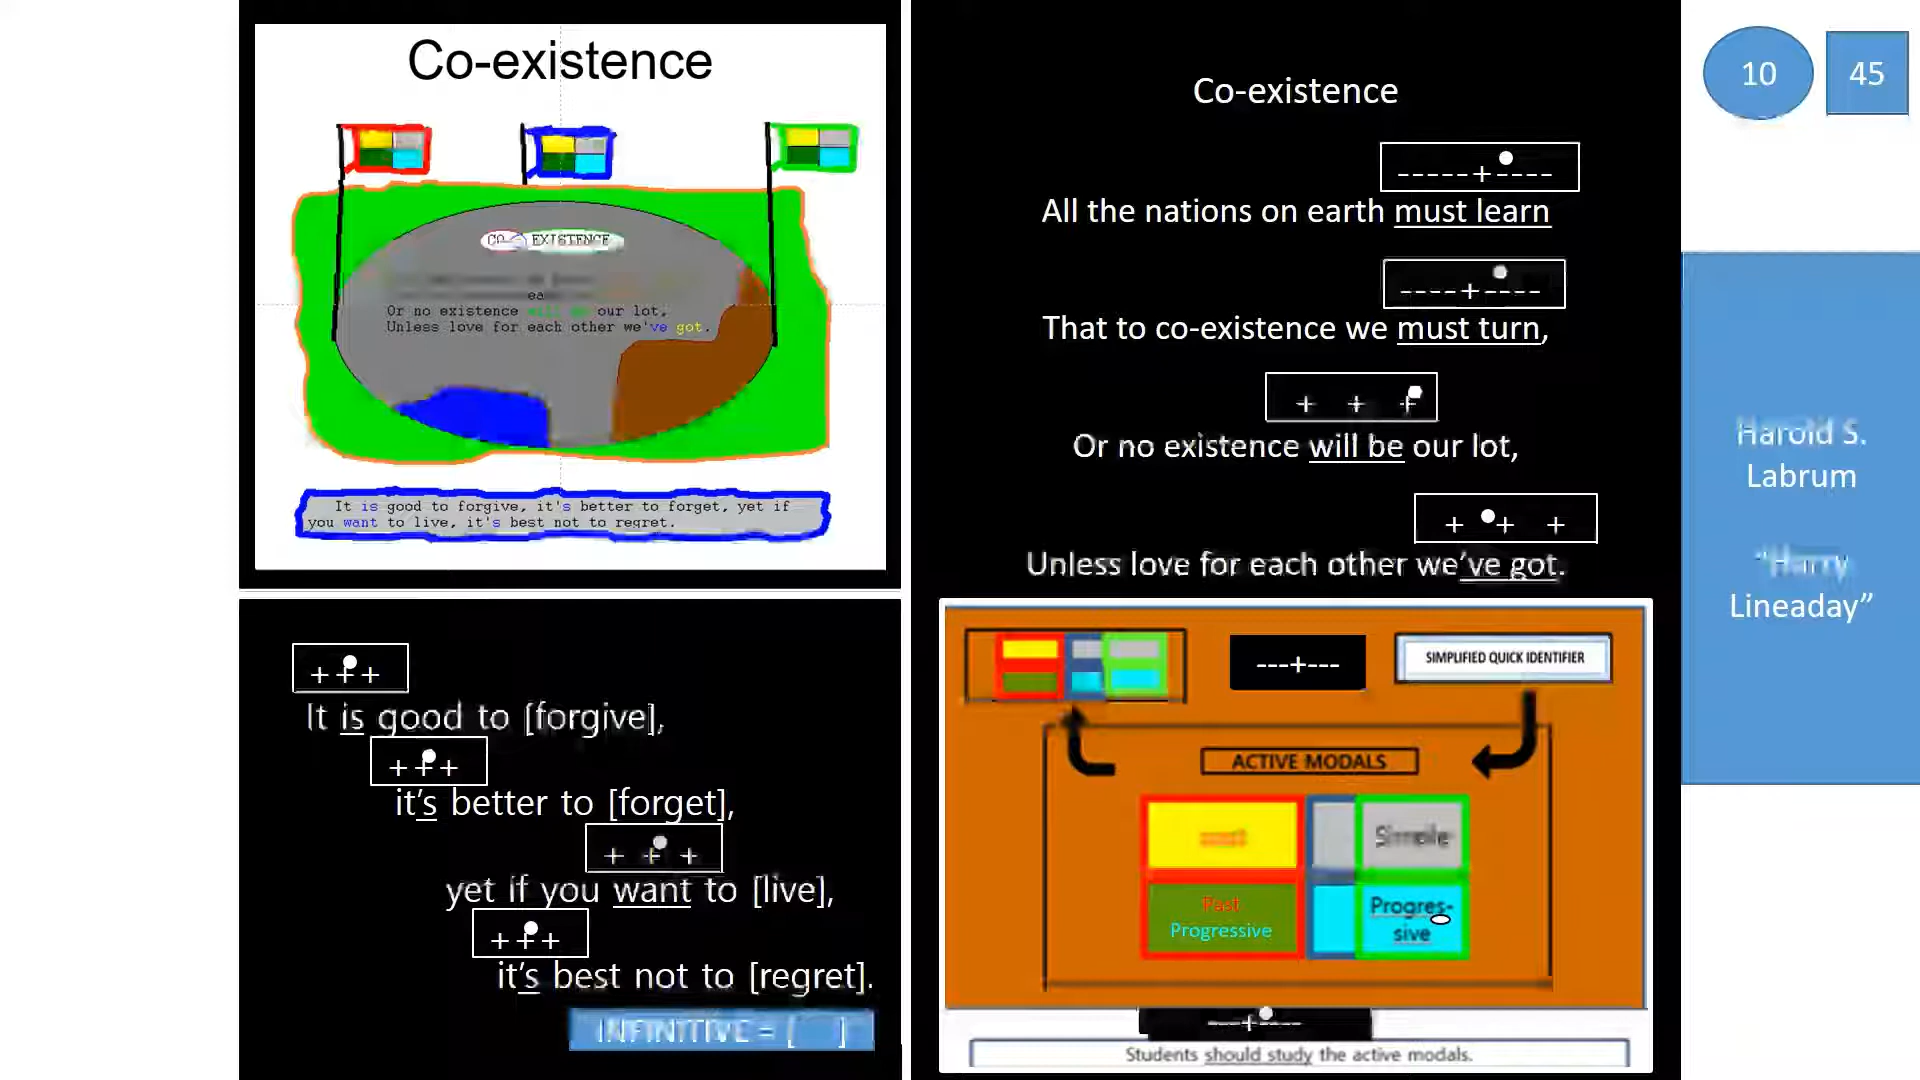 Co-existence
CO- EXISTENCE
ea
Or no existence will be our lot,
Unless love for each other we've got.
It is good to forgive, it's better to forget, yet if
you want to live, it's best not to regret.
Co-existence
-----+----
All the nations on earth must learn
----+----
That to co-existence we must turn,
+ + +
Or no existence will be our lot,
+ + +
Unless love for each other we've got.
10
45
Harold S.
Labrum
"Harry
Lineaday"
+++
It is good to [forgive],
+++
it's better to [forget],
+ + +
yet if you want to [live],
+++
it's best not to [regret].
INFINITIVE = [ ]
---+---
SIMPLIFIED QUICK IDENTIFIER
ACTIVE MODALS
Simple
Past
Progressive
Progres-
sive
---+----
Students should study the active modals.